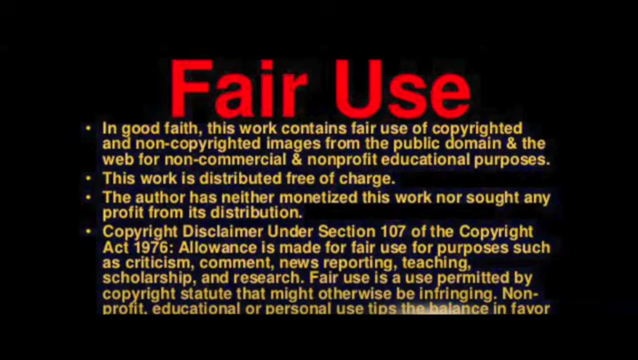 Fair Use
• In good faith, this work contains fair use of copyrighted
and non-copyrighted images from the public domain & the
web for non-commercial & nonprofit educational purposes.
• This work is distributed free of charge.
• The author has neither monetized this work nor sought any
profit from its distribution.
• Copyright Disclaimer Under Section 107 of the Copyright
Act 1976: Allowance is made for fair use for purposes such
as criticism, comment, news reporting, teaching,
scholarship, and research. Fair use is a use permitted by
copyright statute that might otherwise be infringing. Non-
profit, educational or personal use tips the balance in favor